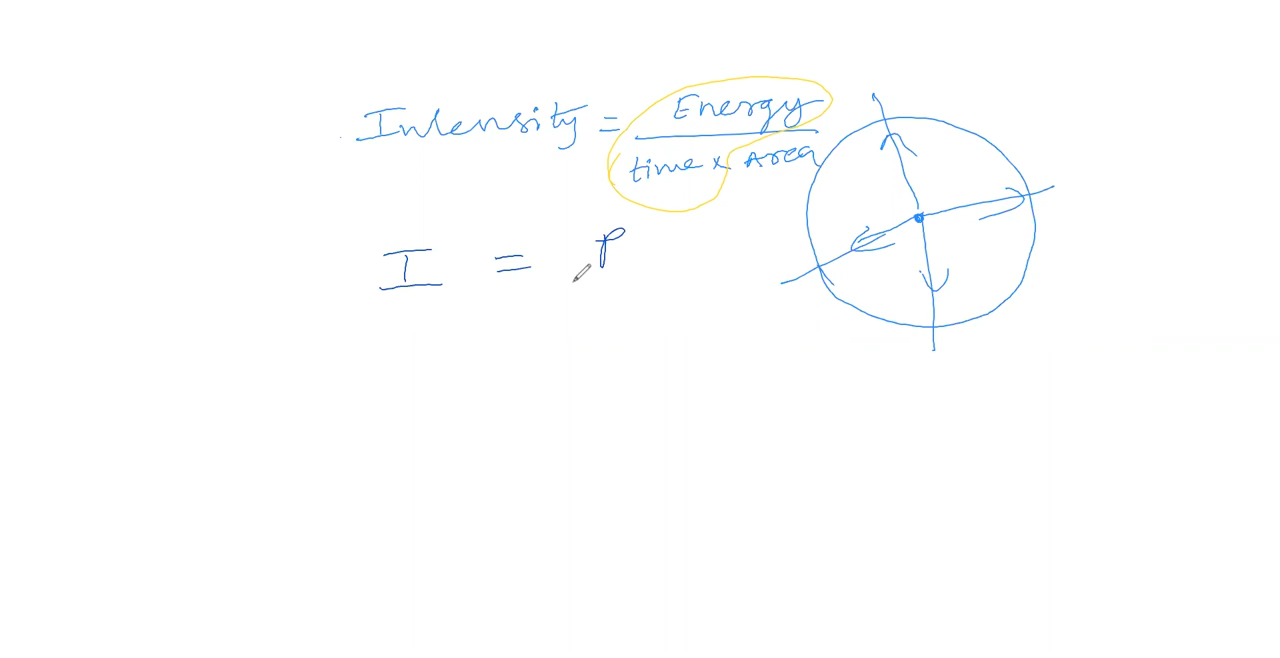 Intensity = Energy
time × Area
I = P